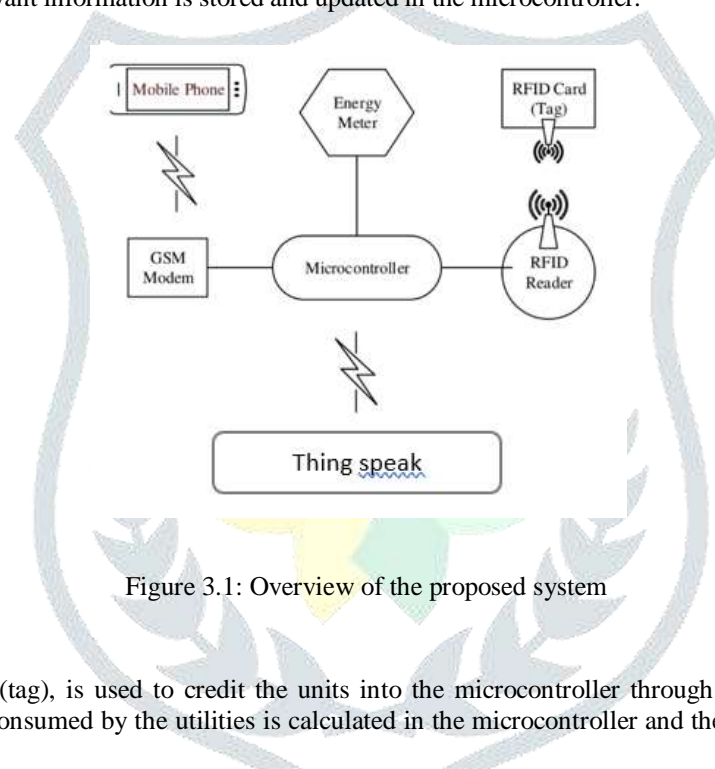 information is stored and updated in the microcontroller.
Mobile Phone
Energy
Meter
RFID Card
(Tag)
GSM
Modem
Microcontroller
RFID
Reader
Thing speak
Figure 3.1: Overview of the proposed system
(tag), is used to credit the units into the microcontroller through
consumed by the utilities is calculated in the microcontroller and the